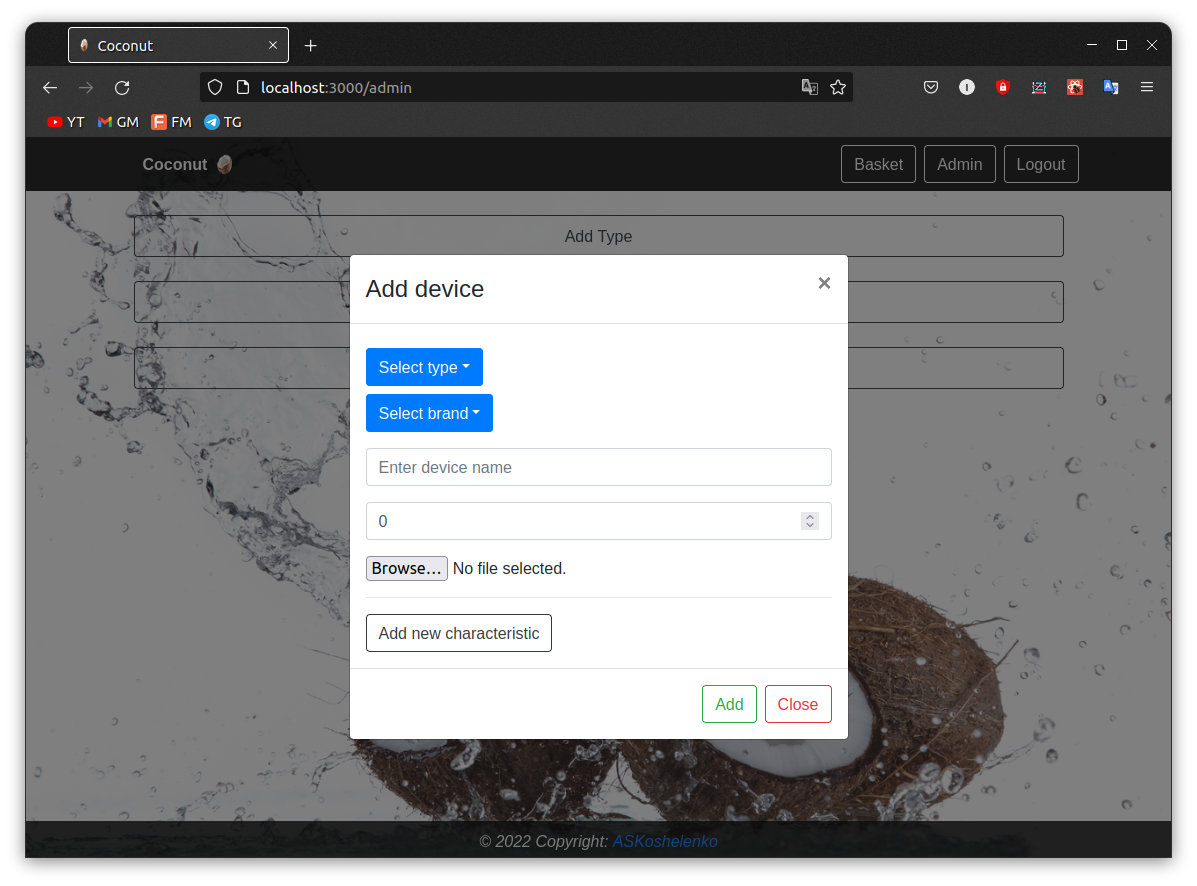 Coconut
localhost:3000/admin
YT GM FM TG
Coconut Basket Admin Logout
Add Type
Add device ×
Select type
Select brand
Enter device name
0
Browse... No file selected.
Add new characteristic
Add Close
© 2022 Copyright: ASKoshelenko